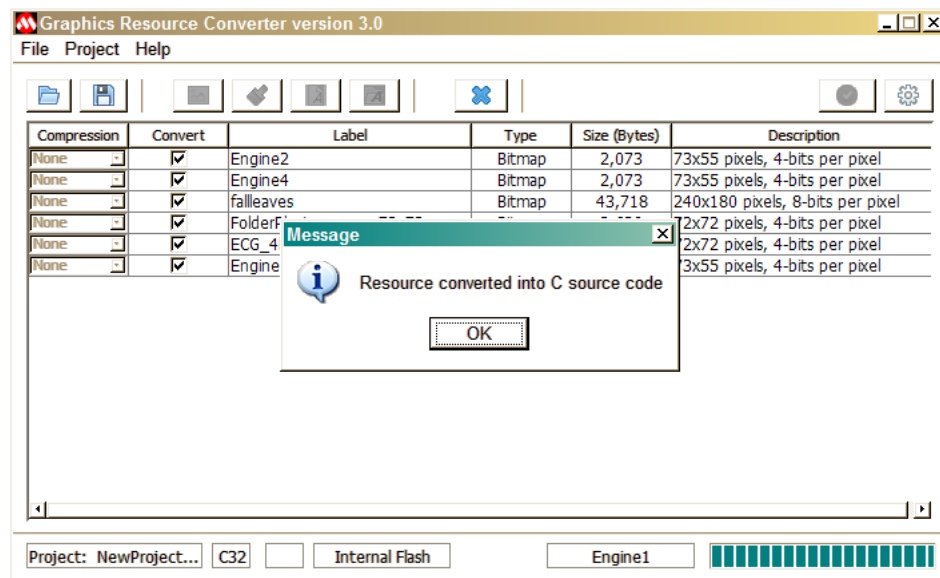 Graphics Resource Converter version 3.0
File Project Help
Compression Convert Label Type Size (Bytes) Description
None Engine2 Bitmap 2,073 73x55 pixels, 4-bits per pixel
None Engine4 Bitmap 2,073 73x55 pixels, 4-bits per pixel
None fallleaves Bitmap 43,718 240x180 pixels, 8-bits per pixel
None 72x72 pixels, 4-bits per pixel
None ECG_4 72x72 pixels, 4-bits per pixel
None Engine 73x55 pixels, 4-bits per pixel
Message
Resource converted into C source code
OK
Project: NewProject... C32 Internal Flash Engine1